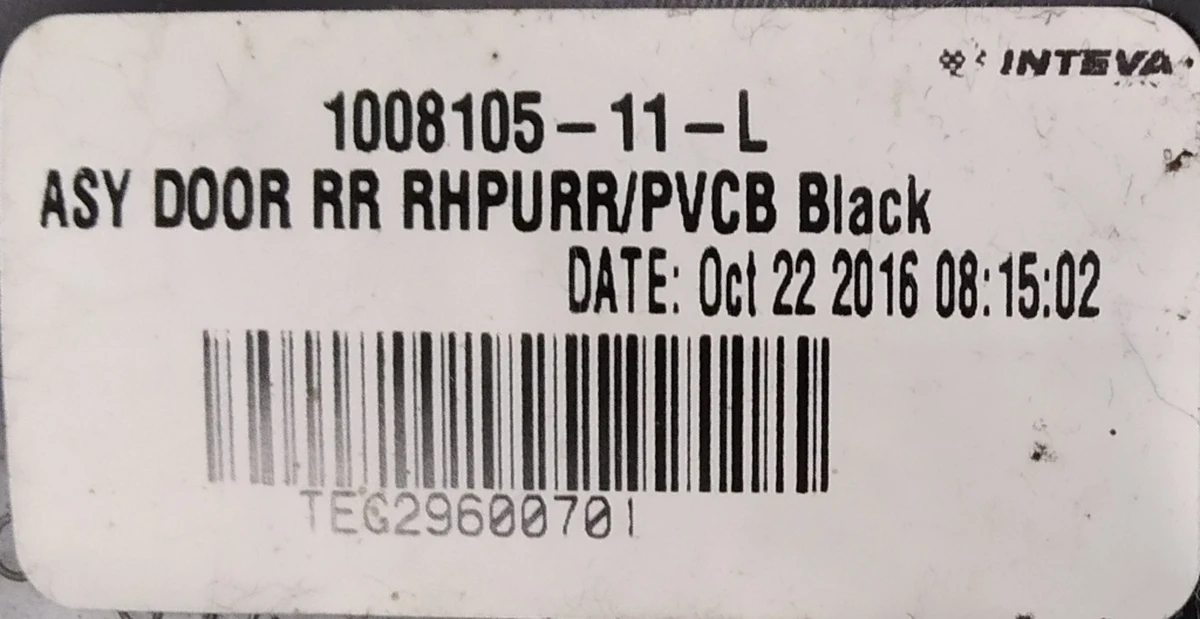 INTEVA
1008105-11-L
ASY DOOR RR RHPURR/PVCB Black
DATE: Oct 22 2016 08:15:02
TEG29600701